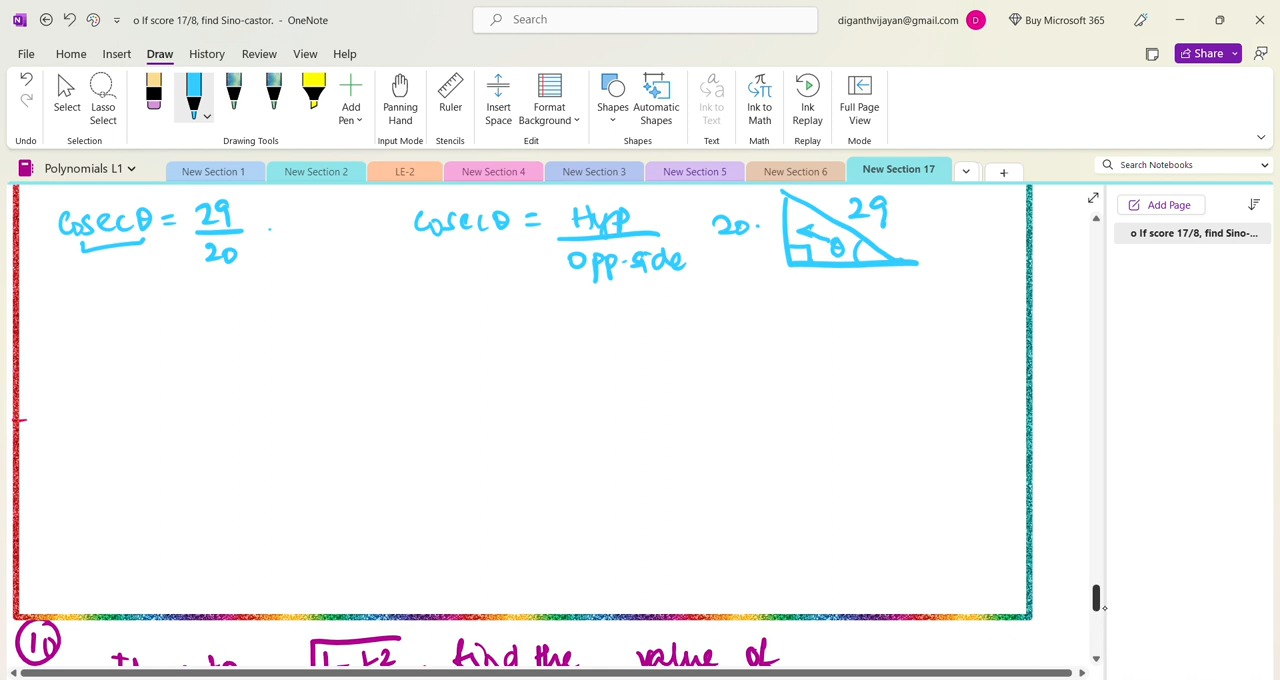 o If score 17/8, find Sino-castor. - OneNote
Search
diganthvijayan@gmail.com
D
Buy Microsoft 365
File Home Insert Draw History Review View Help
Share
Undo
Select
Lasso Select
Add Pen
Panning Hand
Ruler
Insert Space
Format Background
Shapes
Automatic Shapes
Ink to Text
Ink to Math
Ink Replay
Full Page View
Undo
Selection
Drawing Tools
Input Mode
Stencils
Edit
Shapes
Text
Math
Replay
Mode
Polynomials L1
New Section 1
New Section 2
LE-2
New Section 4
New Section 3
New Section 5
New Section 6
New Section 17
+
Search Notebooks
Add Page
o If score 17/8, find Sino-...
cosecθ = 29/20 .
cosecθ = Hyp/opp.side
20.
29
θ
10
find the value of